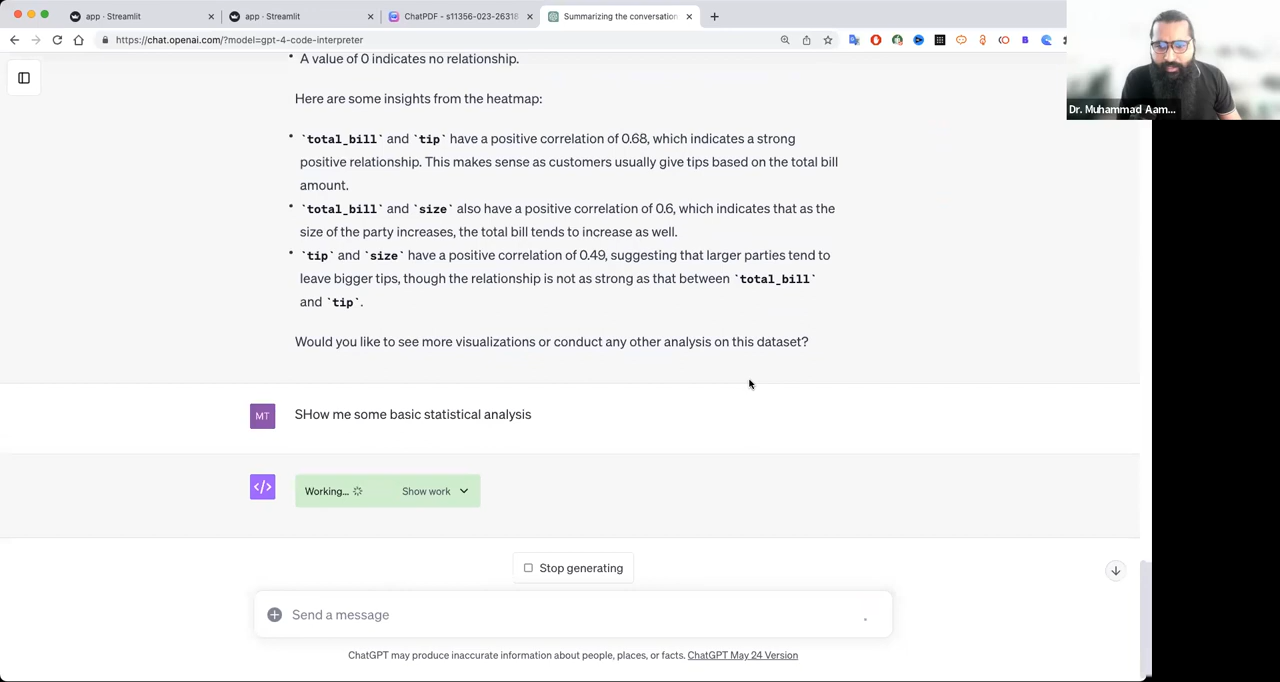 app · Streamlit
app · Streamlit
ChatPDF - s11356-023-26318
Summarizing the conversation
https://chat.openai.com/?model=gpt-4-code-interpreter
• A value of 0 indicates no relationship.
Here are some insights from the heatmap:
• `total_bill` and `tip` have a positive correlation of 0.68, which indicates a strong
positive relationship. This makes sense as customers usually give tips based on the total bill
amount.
• `total_bill` and `size` also have a positive correlation of 0.6, which indicates that as the
size of the party increases, the total bill tends to increase as well.
• `tip` and `size` have a positive correlation of 0.49, suggesting that larger parties tend to
leave bigger tips, though the relationship is not as strong as that between `total_bill`
and `tip`.
Would you like to see more visualizations or conduct any other analysis on this dataset?
MT
SHow me some basic statistical analysis
Working... Show work
Stop generating
Send a message
ChatGPT may produce inaccurate information about people, places, or facts. ChatGPT May 24 Version
Dr. Muhammad Aam...